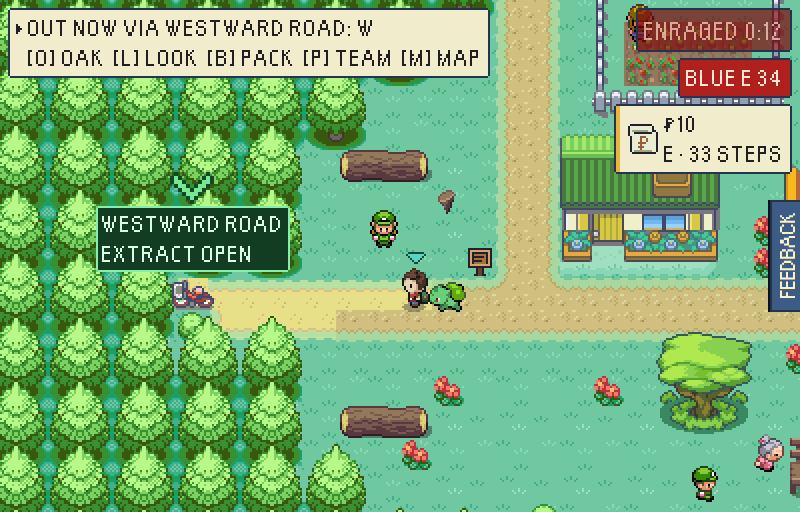 OUT NOW VIA WESTWARD ROAD: W
[O] OAK [L] LOOK [B] PACK [P] TEAM [M] MAP
ENRAGED 0:12
BLUE E 34
₽10
E · 33 STEPS
WESTWARD ROAD
EXTRACT OPEN
FEEDBACK